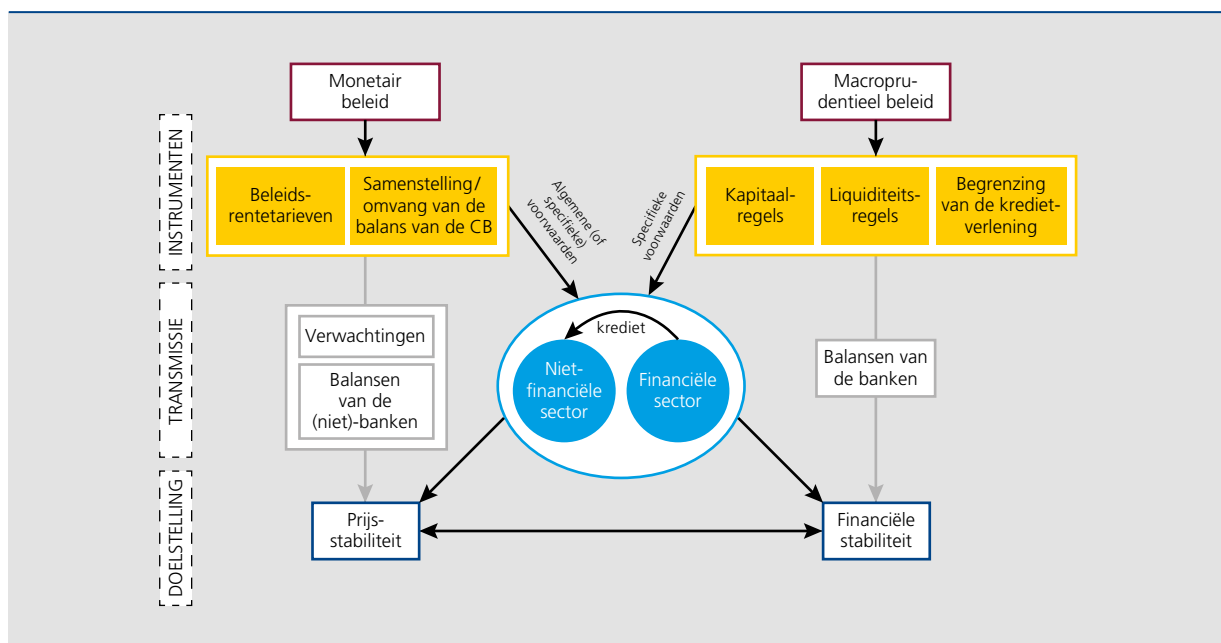 Monetair
beleid
Macropru-
dentieel beleid
INSTRUMENTEN
Beleids-
rentetarieven
Samenstelling/
omvang van de
balans van de CB
Algemene (of
specifieke)
voorwaarden
Specifieke
voorwaarden
Kapitaal-
regels
Liquiditeits-
regels
Begrenzing
van de krediet-
verlening
TRANSMISSIE
Verwachtingen
Balansen
van de
(niet)-banken
krediet
Niet-
financiële
sector
Financiële
sector
Balansen van
de banken
DOELSTELLING
Prijs-
stabiliteit
Financiële
stabiliteit